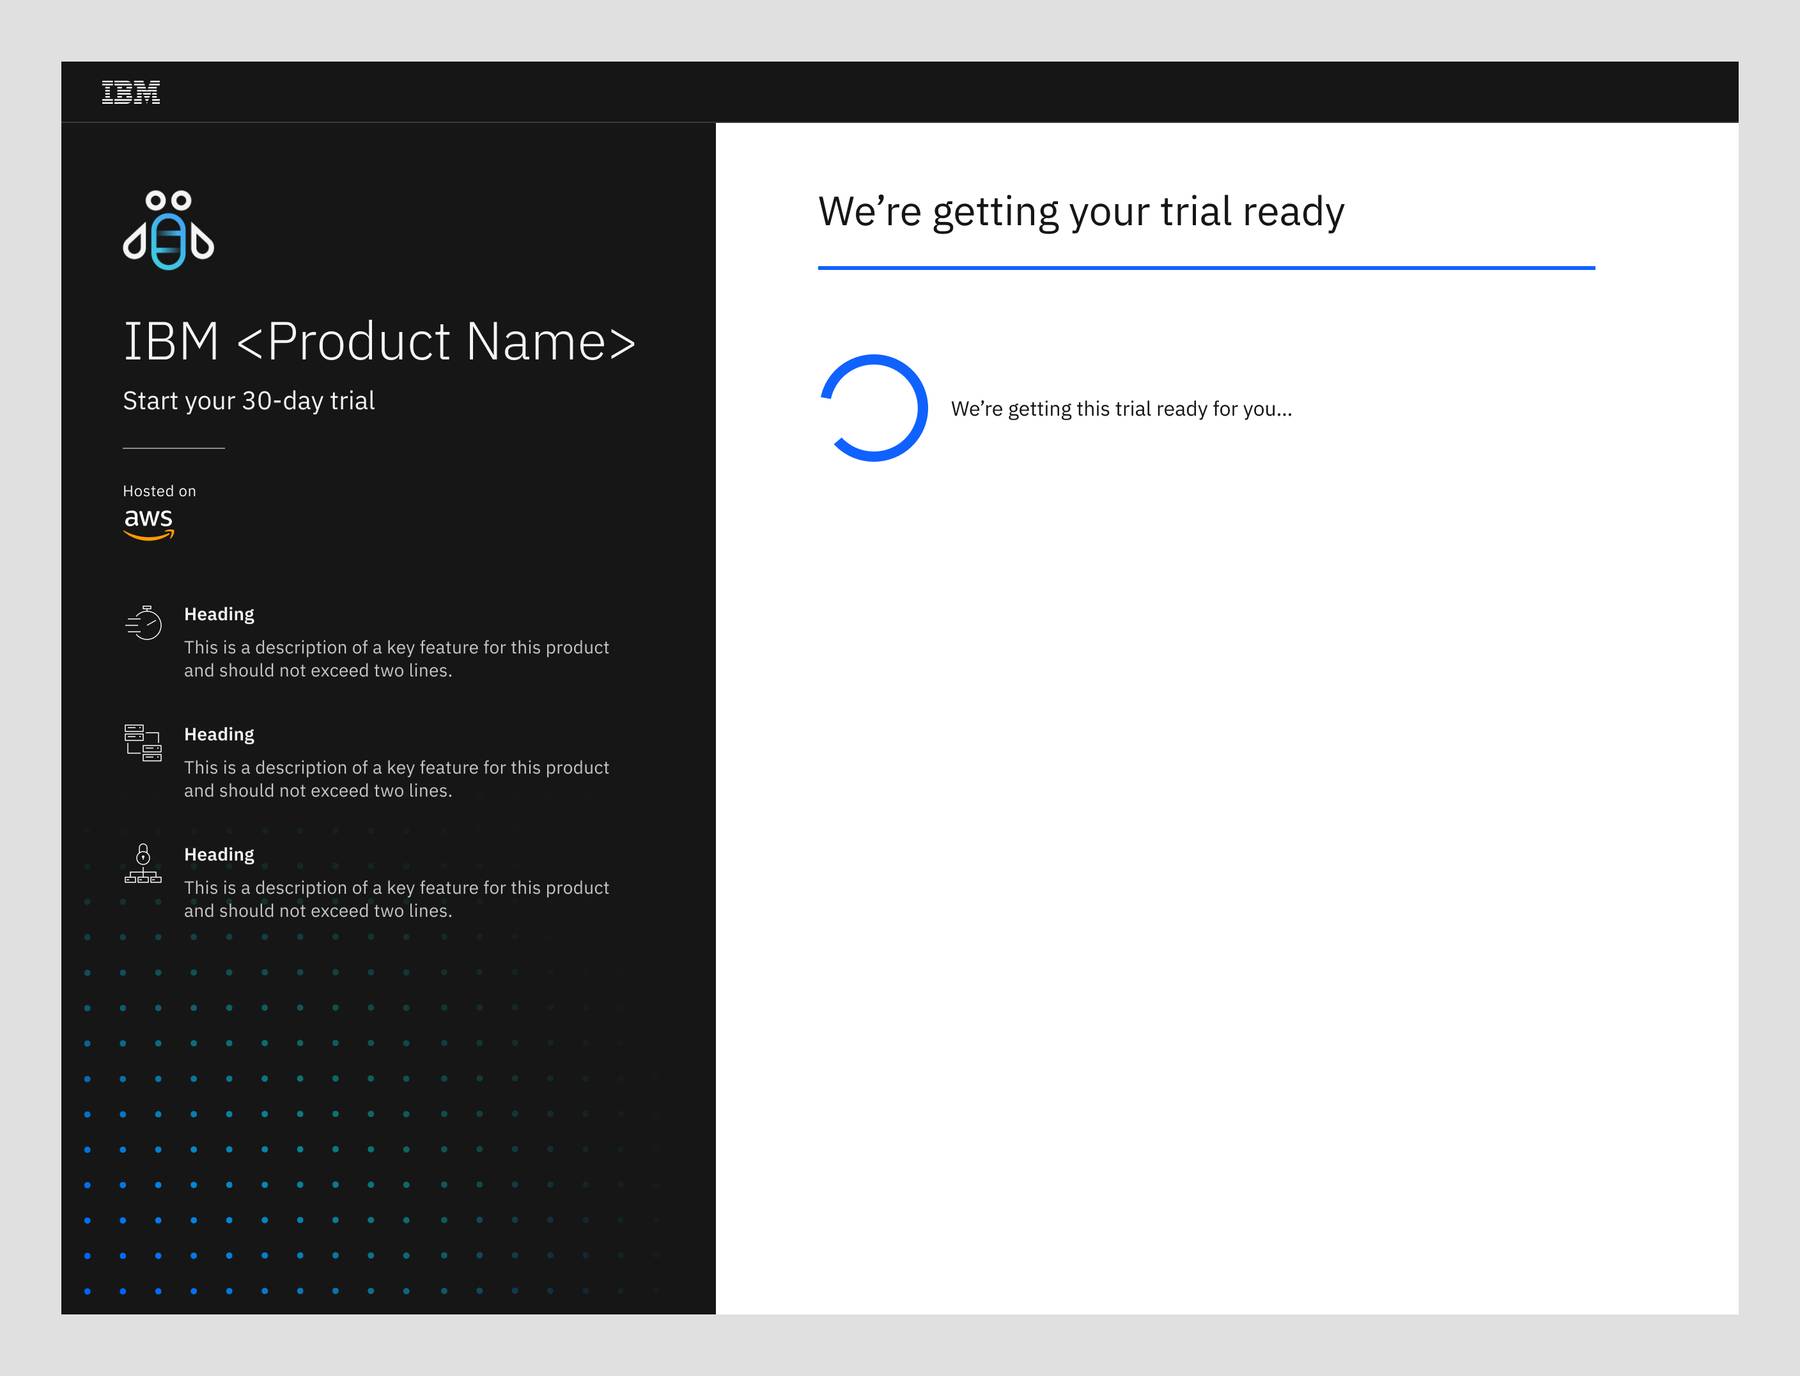 IBM
IBM <Product Name>
Start your 30-day trial
Hosted on
aws
Heading
This is a description of a key feature for this product
and should not exceed two lines.
Heading
This is a description of a key feature for this product
and should not exceed two lines.
Heading
This is a description of a key feature for this product
and should not exceed two lines.
We’re getting your trial ready
We’re getting this trial ready for you...